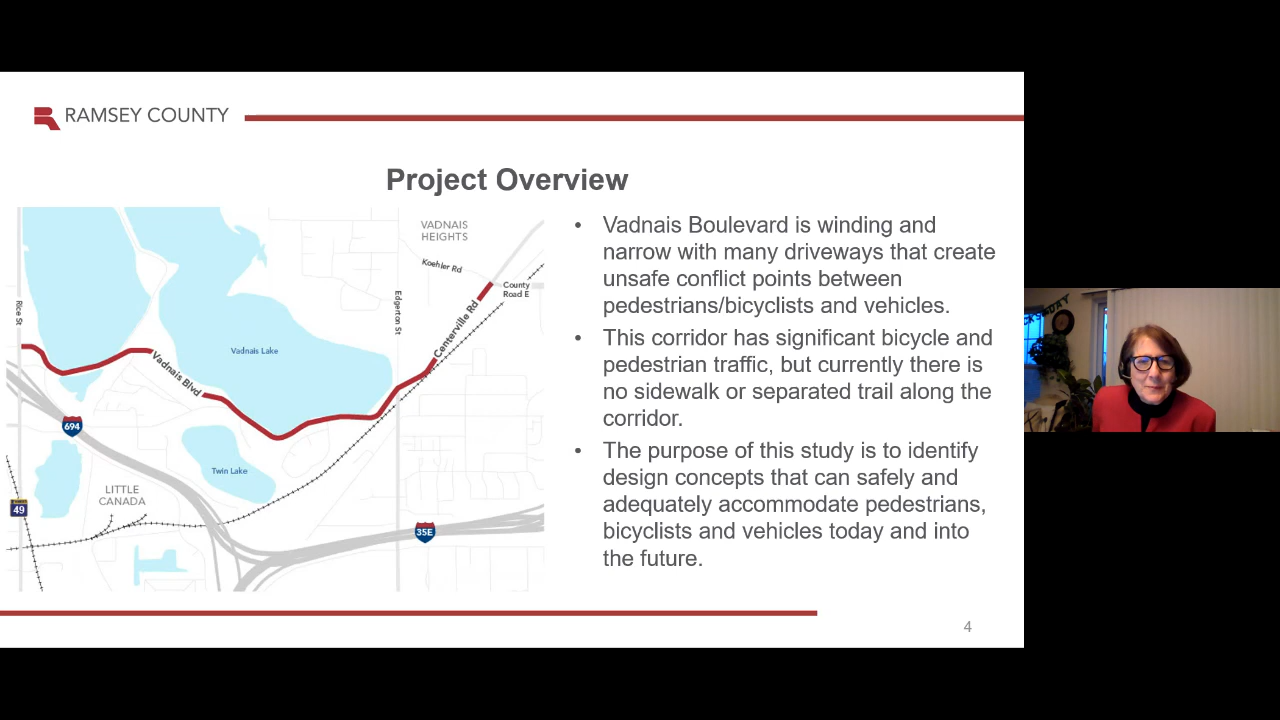 RAMSEY COUNTY
Project Overview
VADNAIS
HEIGHTS
Koehler Rd
County
Road E
Rice St
Edgerton St
Centerville Rd
Vadnais Lake
Vadnais Blvd
694
Twin Lake
LITTLE
CANADA
49
35E
• Vadnais Boulevard is winding and
narrow with many driveways that create
unsafe conflict points between
pedestrians/bicyclists and vehicles.
• This corridor has significant bicycle and
pedestrian traffic, but currently there is
no sidewalk or separated trail along the
corridor.
• The purpose of this study is to identify
design concepts that can safely and
adequately accommodate pedestrians,
bicyclists and vehicles today and into
the future.
4